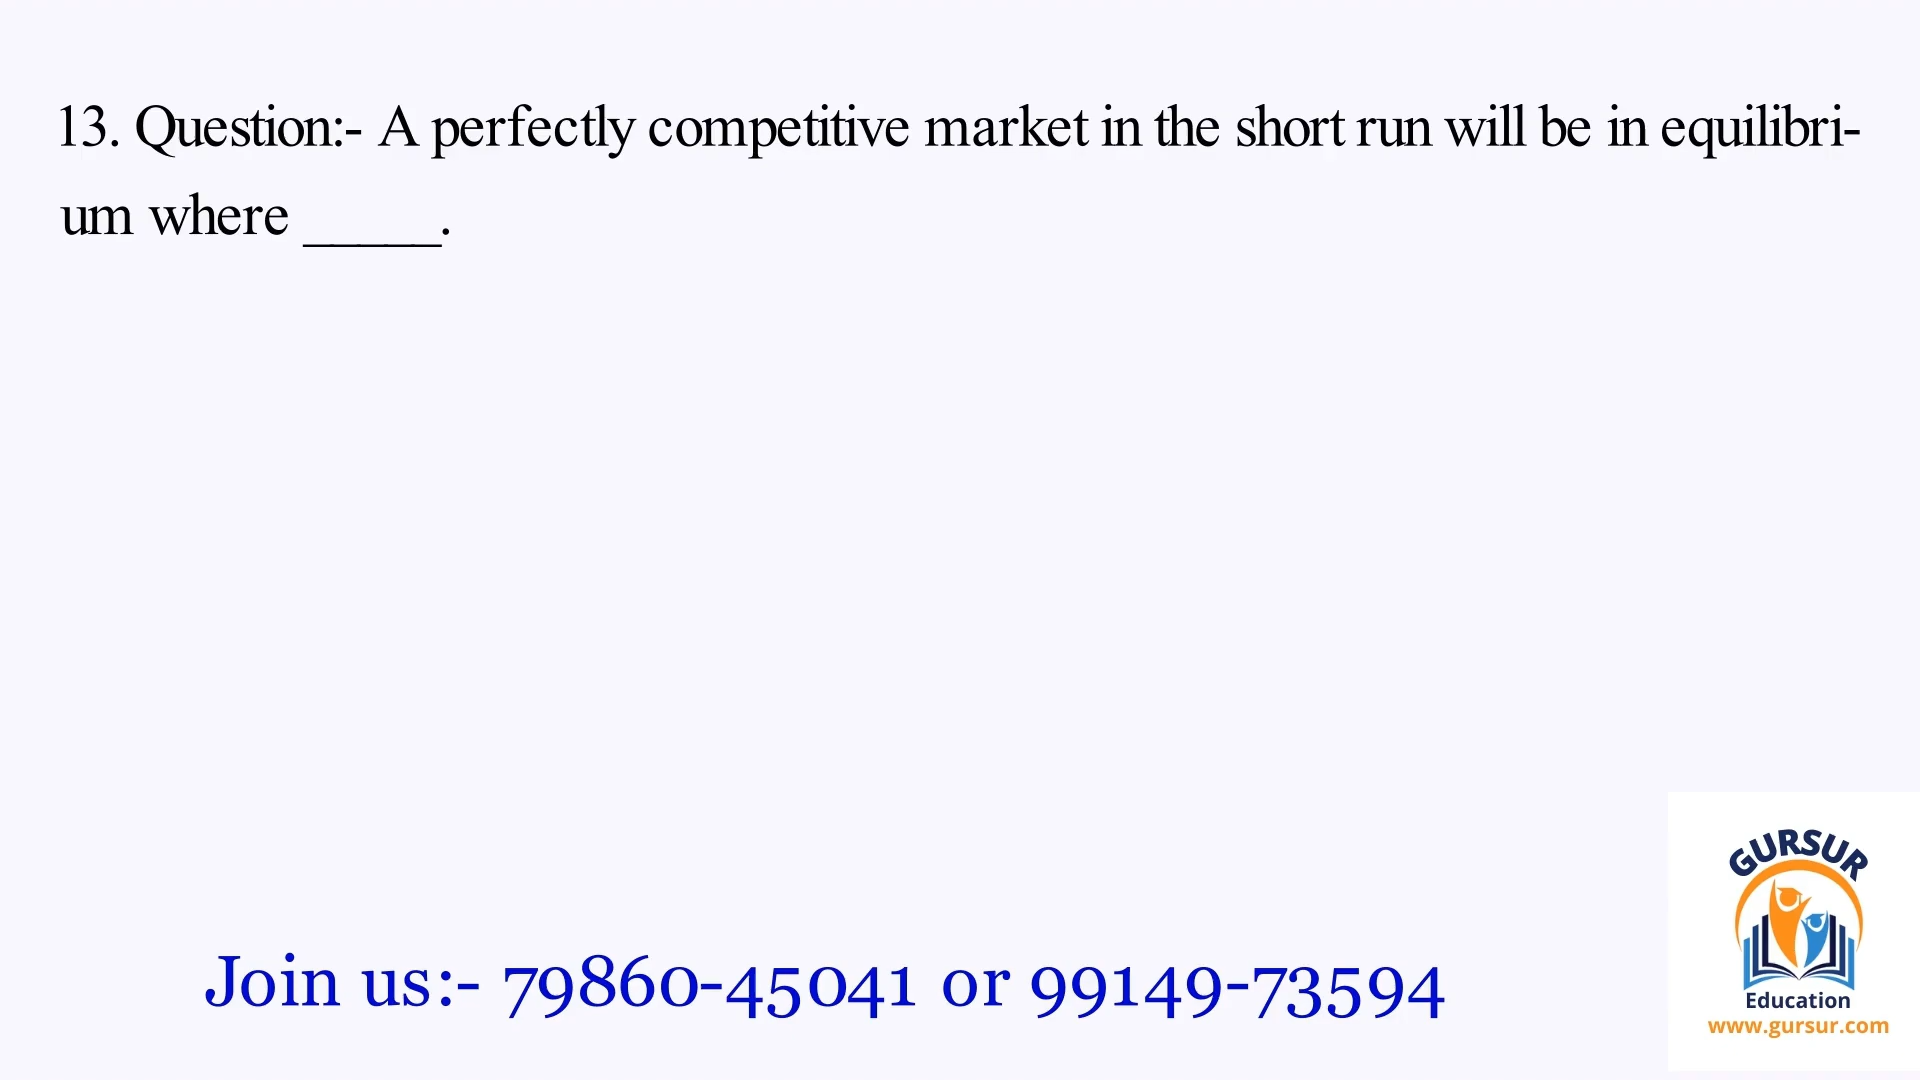 13. Question:- A perfectly competitive market in the short run will be in equilibri-
um where _____.
GURSUR
Education
www.gursur.com
Join us:- 79860-45041 or 99149-73594